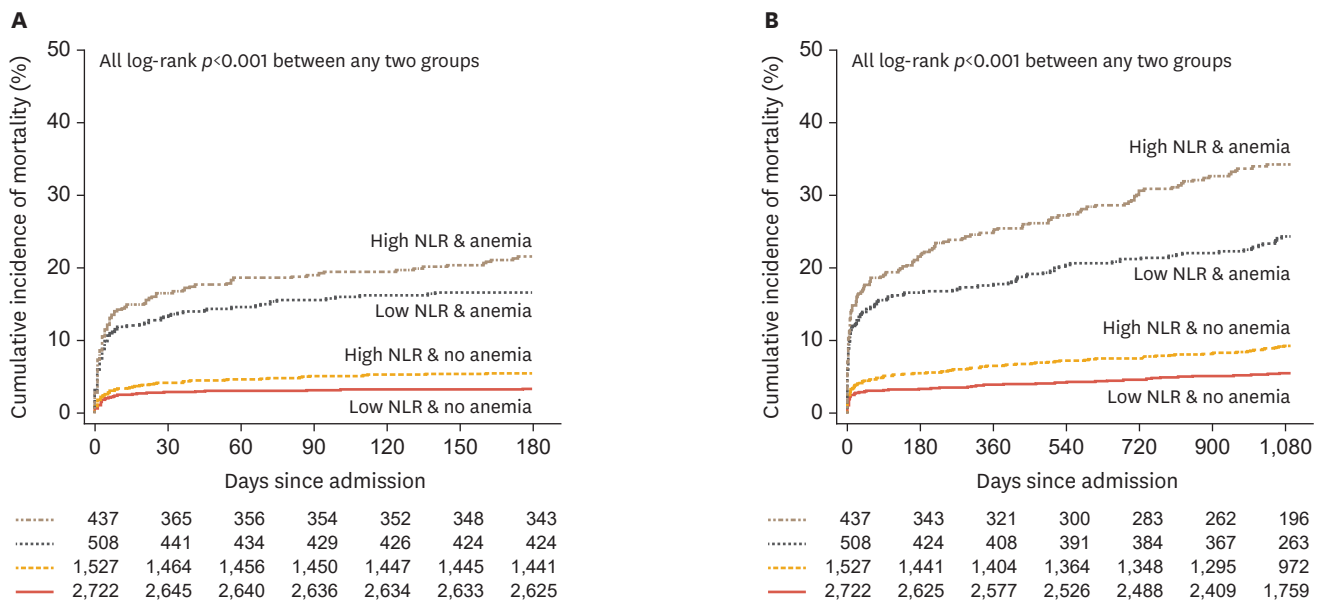 A
Cumulative incidence of mortality (%)
50
40
30
20
10
0
All log-rank p<0.001 between any two groups
High NLR & anemia
Low NLR & anemia
High NLR & no anemia
Low NLR & no anemia
0 30 60 90 120 150 180
Days since admission
437 365 356 354 352 348 343
508 441 434 429 426 424 424
1,527 1,464 1,456 1,450 1,447 1,445 1,441
2,722 2,645 2,640 2,636 2,634 2,633 2,625
B
Cumulative incidence of mortality (%)
50
40
30
20
10
0
All log-rank p<0.001 between any two groups
High NLR & anemia
Low NLR & anemia
High NLR & no anemia
Low NLR & no anemia
0 180 360 540 720 900 1,080
Days since admission
437 343 321 300 283 262 196
508 424 408 391 384 367 263
1,527 1,441 1,404 1,364 1,348 1,295 972
2,722 2,625 2,577 2,526 2,488 2,409 1,759